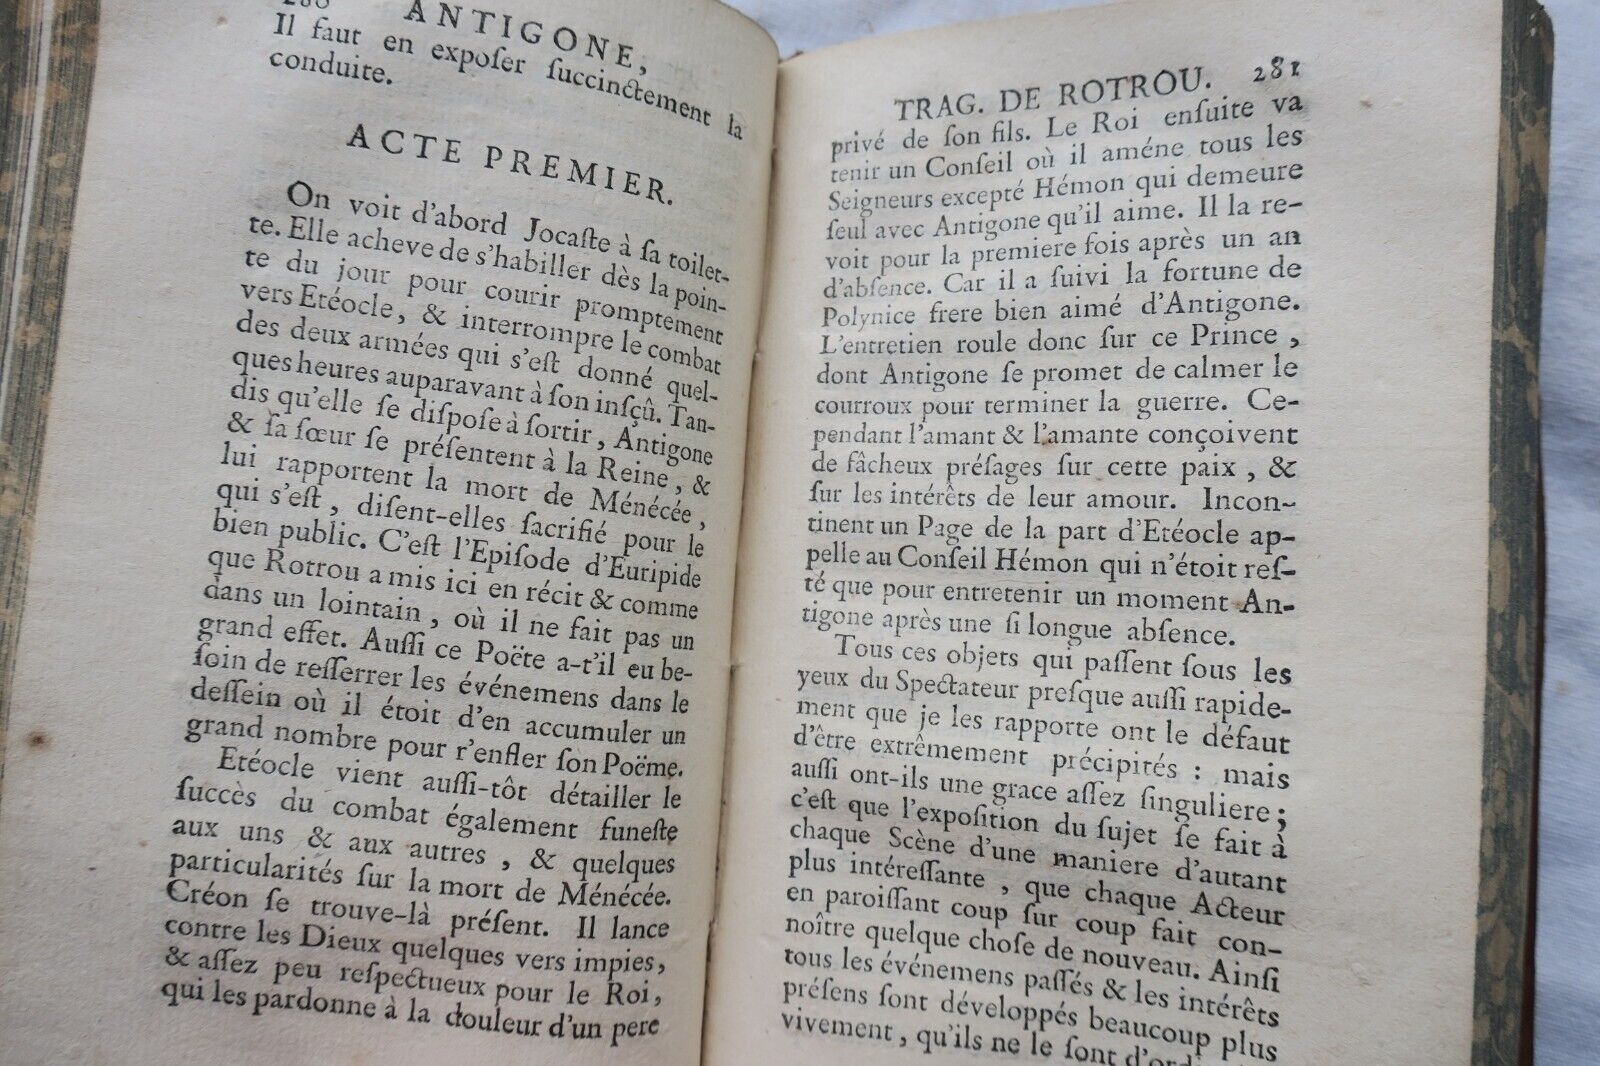 280 ANTIGONE,
Il faut en expoſer ſuccinctement la
conduite.
ACTE PREMIER.
On voit d'abord Jocaſte à ſa toilet-
te. Elle acheve de s'habiller dès la poin-
te du jour pour courir promptement
vers Etéocle, & interrompre le combat
des deux armées qui s'eſt donné quel-
ques heures auparavant à ſon inſçû. Tan-
dis qu'elle ſe diſpoſe à ſortir, Antigone
& ſa ſœur ſe préſentent à la Reine, &
lui rapportent la mort de Ménécée,
qui s'eſt, diſent-elles ſacrifié pour le
bien public. C'eſt l'Epiſode d'Euripide
que Rotrou a mis ici en récit & comme
dans un lointain, où il ne fait pas un
grand effet. Auſſi ce Poëte a-t'il eu be-
ſoin de reſſerrer les événemens dans le
deſſein où il étoit d'en accumuler un
grand nombre pour r'enfler ſon Poëme.
Etéocle vient auſſi-tôt détailler le
ſuccès du combat également funeſte
aux uns & aux autres, & quelques
particularités ſur la mort de Ménécée.
Créon ſe trouve-là préſent. Il lance
contre les Dieux quelques vers impies,
& aſſez peu reſpectueux pour le Roi,
qui les pardonne à la douleur d'un pere
TRAG. DE ROTROU. 281
privé de ſon fils. Le Roi enſuite va
tenir un Conſeil où il améne tous les
Seigneurs excepté Hémon qui demeure
ſeul avec Antigone qu'il aime. Il la re-
voit pour la premiere fois après un an
d'abſence. Car il a ſuivi la fortune de
Polynice frere bien aimé d'Antigone.
L'entretien roule donc ſur ce Prince,
dont Antigone ſe promet de calmer le
courroux pour terminer la guerre. Ce-
pendant l'amant & l'amante conçoivent
de fâcheux préſages ſur cette paix, &
ſur les intérêts de leur amour. Incon-
tinent un Page de la part d'Etéocle ap-
pelle au Conſeil Hémon qui n'étoit reſ-
té que pour entretenir un moment An-
tigone après une ſi longue abſence.
Tous ces objets qui paſſent ſous les
yeux du Spectateur preſque auſſi rapide-
ment que je les rapporte ont le défaut
d'être extrêmement précipités : mais
auſſi ont-ils une grace aſſez ſinguliere;
c'eſt que l'expoſition du ſujet ſe fait à
chaque Scène d'une maniere d'autant
plus intéreſſante, que chaque Acteur
en paroiſſant coup ſur coup fait con-
noître quelque choſe de nouveau. Ainſi
tous les événemens paſſés & les intérêts
préſens ſont développés beaucoup plus
vivement, qu'ils ne le ſont